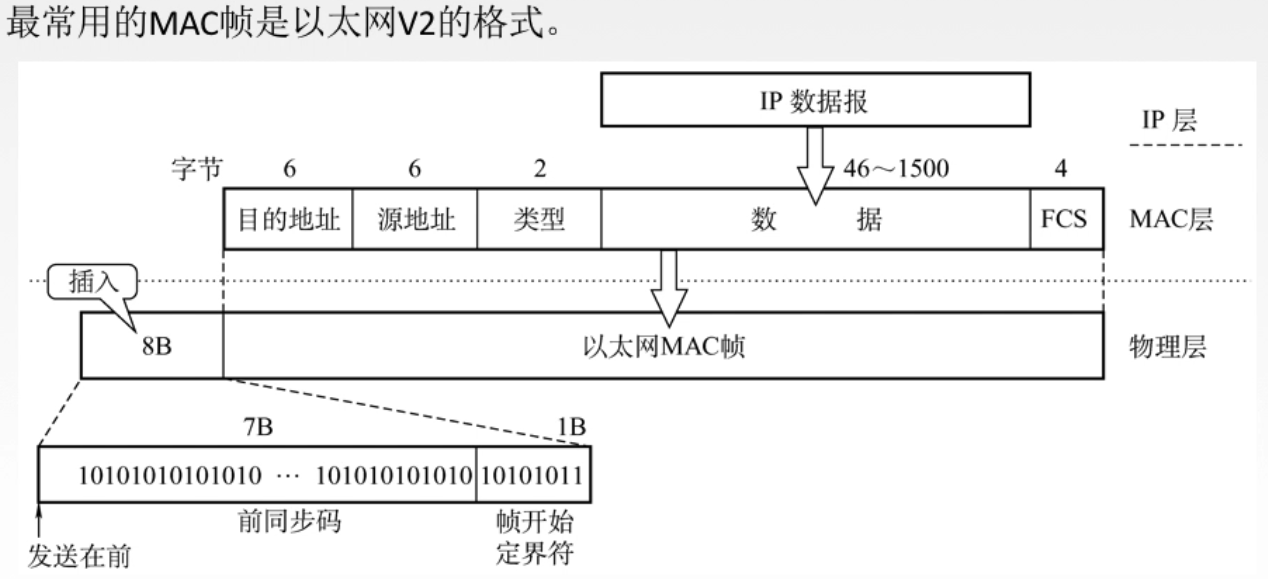 最常用的MAC帧是以太网V2的格式。
IP 数据报
IP 层
字节 6 6 2 46～1500 4
目的地址 源地址 类型 数 据 FCS MAC层
插入
8B 以太网MAC帧 物理层
7B 1B
10101010101010 ··· 101010101010 10101011
前同步码 帧开始
定界符
发送在前